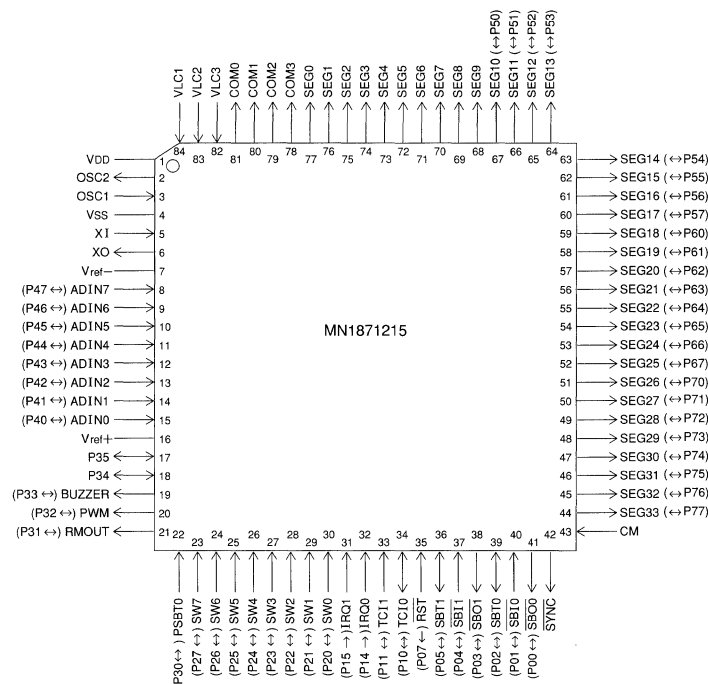 VLC1
VLC2
VLC3
COM0
COM1
COM2
COM3
SEG0
SEG1
SEG2
SEG3
SEG4
SEG5
SEG6
SEG7
SEG8
SEG9
SEG10 (↔P50)
SEG11 (↔P51)
SEG12 (↔P52)
SEG13 (↔P53)
84 83 82 81 80 79 78 77 76 75 74 73 72 71 70 69 68 67 66 65 64
VDD 1
OSC2 2
OSC1 3
VSS 4
XI 5
XO 6
Vref− 7
(P47 ↔) ADIN7 8
(P46 ↔) ADIN6 9
(P45 ↔) ADIN5 10
(P44 ↔) ADIN4 11
(P43 ↔) ADIN3 12
(P42 ↔) ADIN2 13
(P41 ↔) ADIN1 14
(P40 ↔) ADIN0 15
Vref+ 16
P35 17
P34 18
(P33 ↔) BUZZER 19
(P32 ↔) PWM 20
(P31 ↔) RMOUT 21
MN1871215
63 SEG14 (↔P54)
62 SEG15 (↔P55)
61 SEG16 (↔P56)
60 SEG17 (↔P57)
59 SEG18 (↔P60)
58 SEG19 (↔P61)
57 SEG20 (↔P62)
56 SEG21 (↔P63)
55 SEG22 (↔P64)
54 SEG23 (↔P65)
53 SEG24 (↔P66)
52 SEG25 (↔P67)
51 SEG26 (↔P70)
50 SEG27 (↔P71)
49 SEG28 (↔P72)
48 SEG29 (↔P73)
47 SEG30 (↔P74)
46 SEG31 (↔P75)
45 SEG32 (↔P76)
44 SEG33 (↔P77)
43 CM
22 23 24 25 26 27 28 29 30 31 32 33 34 35 36 37 38 39 40 41 42
P30↔) PSBT0
(P27 ↔) SW7
(P26 ↔) SW6
(P25 ↔) SW5
(P24 ↔) SW4
(P23 ↔) SW3
(P22 ↔) SW2
(P21 ↔) SW1
(P20 ↔) SW0
(P15 →) IRQ1
(P14 →) IRQ0
(P11 ↔) TCI1
(P10↔) TCI0
(P07 ←) RST
(P05↔) SBT1
(P04 ↔) SBI1
(P03↔) SBO1
(P02 ↔) SBT0
(P01 ↔) SBI0
(P00↔) SBO0
SYNC